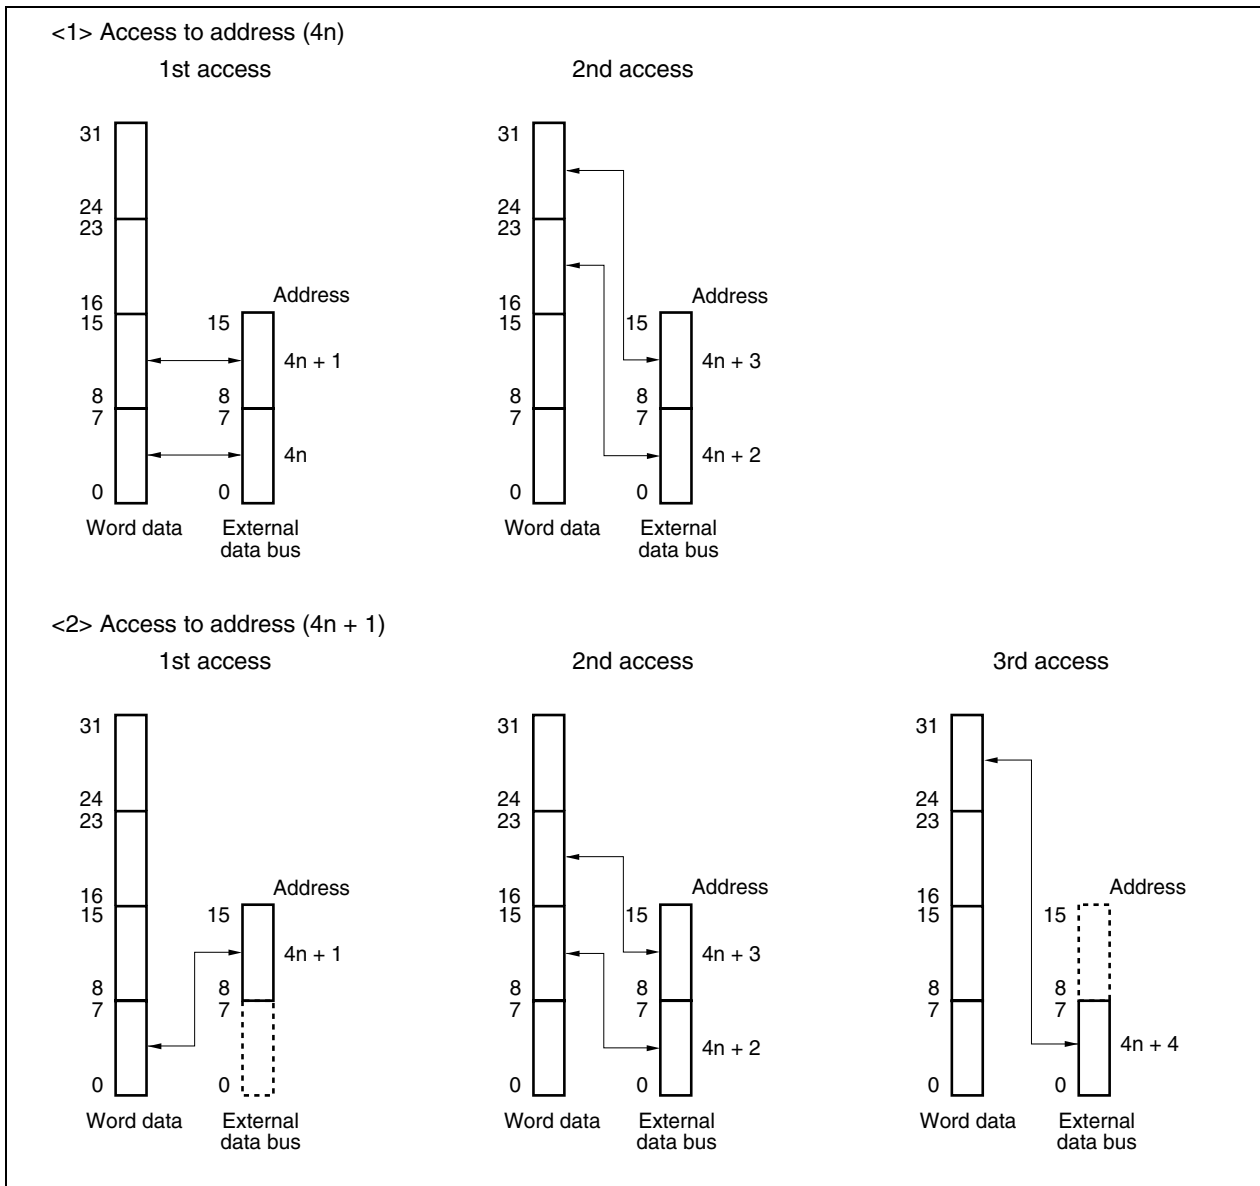 <1> Access to address (4n)
1st access 2nd access
31 31
24 24
23 23
Address Address
16 16
15 15 15 15
4n + 1 4n + 3
8 8 8 8
7 7 7 7
4n 4n + 2
0 0 0 0
Word data External data bus Word data External data bus
<2> Access to address (4n + 1)
1st access 2nd access 3rd access
31 31 31
24 24 24
23 23 23
Address Address Address
16 16 16
15 15 15 15 15 15
4n + 1 4n + 3
8 8 8 8 8 8
7 7 7 7 7 7
4n + 2 4n + 4
0 0 0 0 0 0
Word data External data bus Word data External data bus Word data External data bus